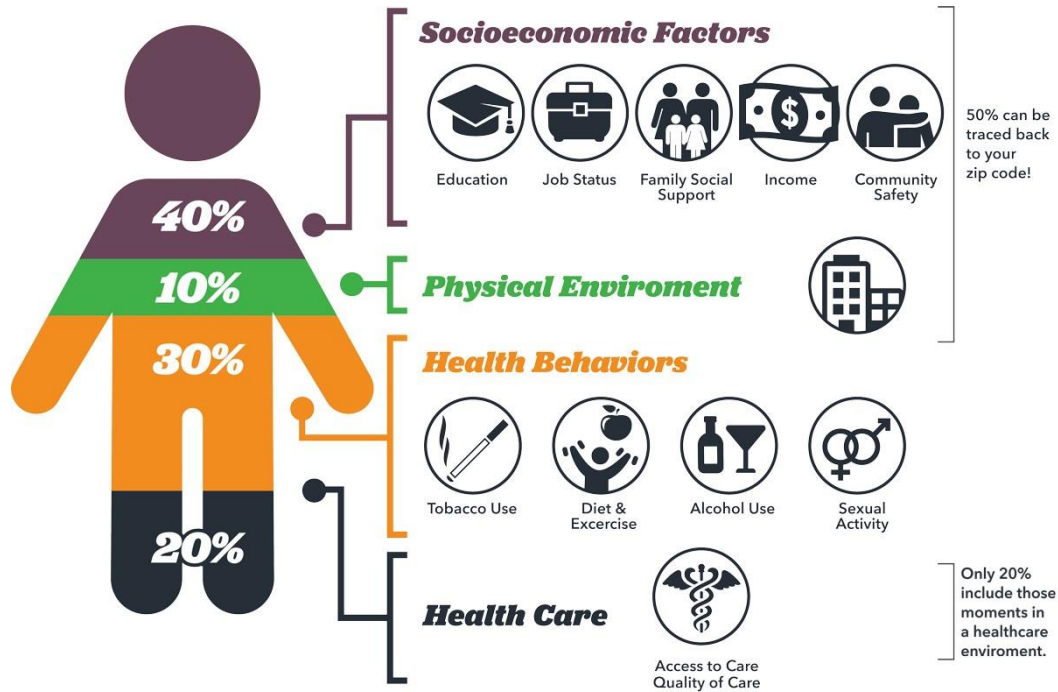 Socioeconomic Factors
$
Education
Job Status
Family Social
Support
Income
Community
Safety
50% can be
traced back
to your
zip code!
40%
10%
Physical Enviroment
30%
Health Behaviors
Tobacco Use
Diet &
Excercise
Alcohol Use
Sexual
Activity
20%
Health Care
Access to Care
Quality of Care
Only 20%
include those
moments in
a healthcare
enviroment.